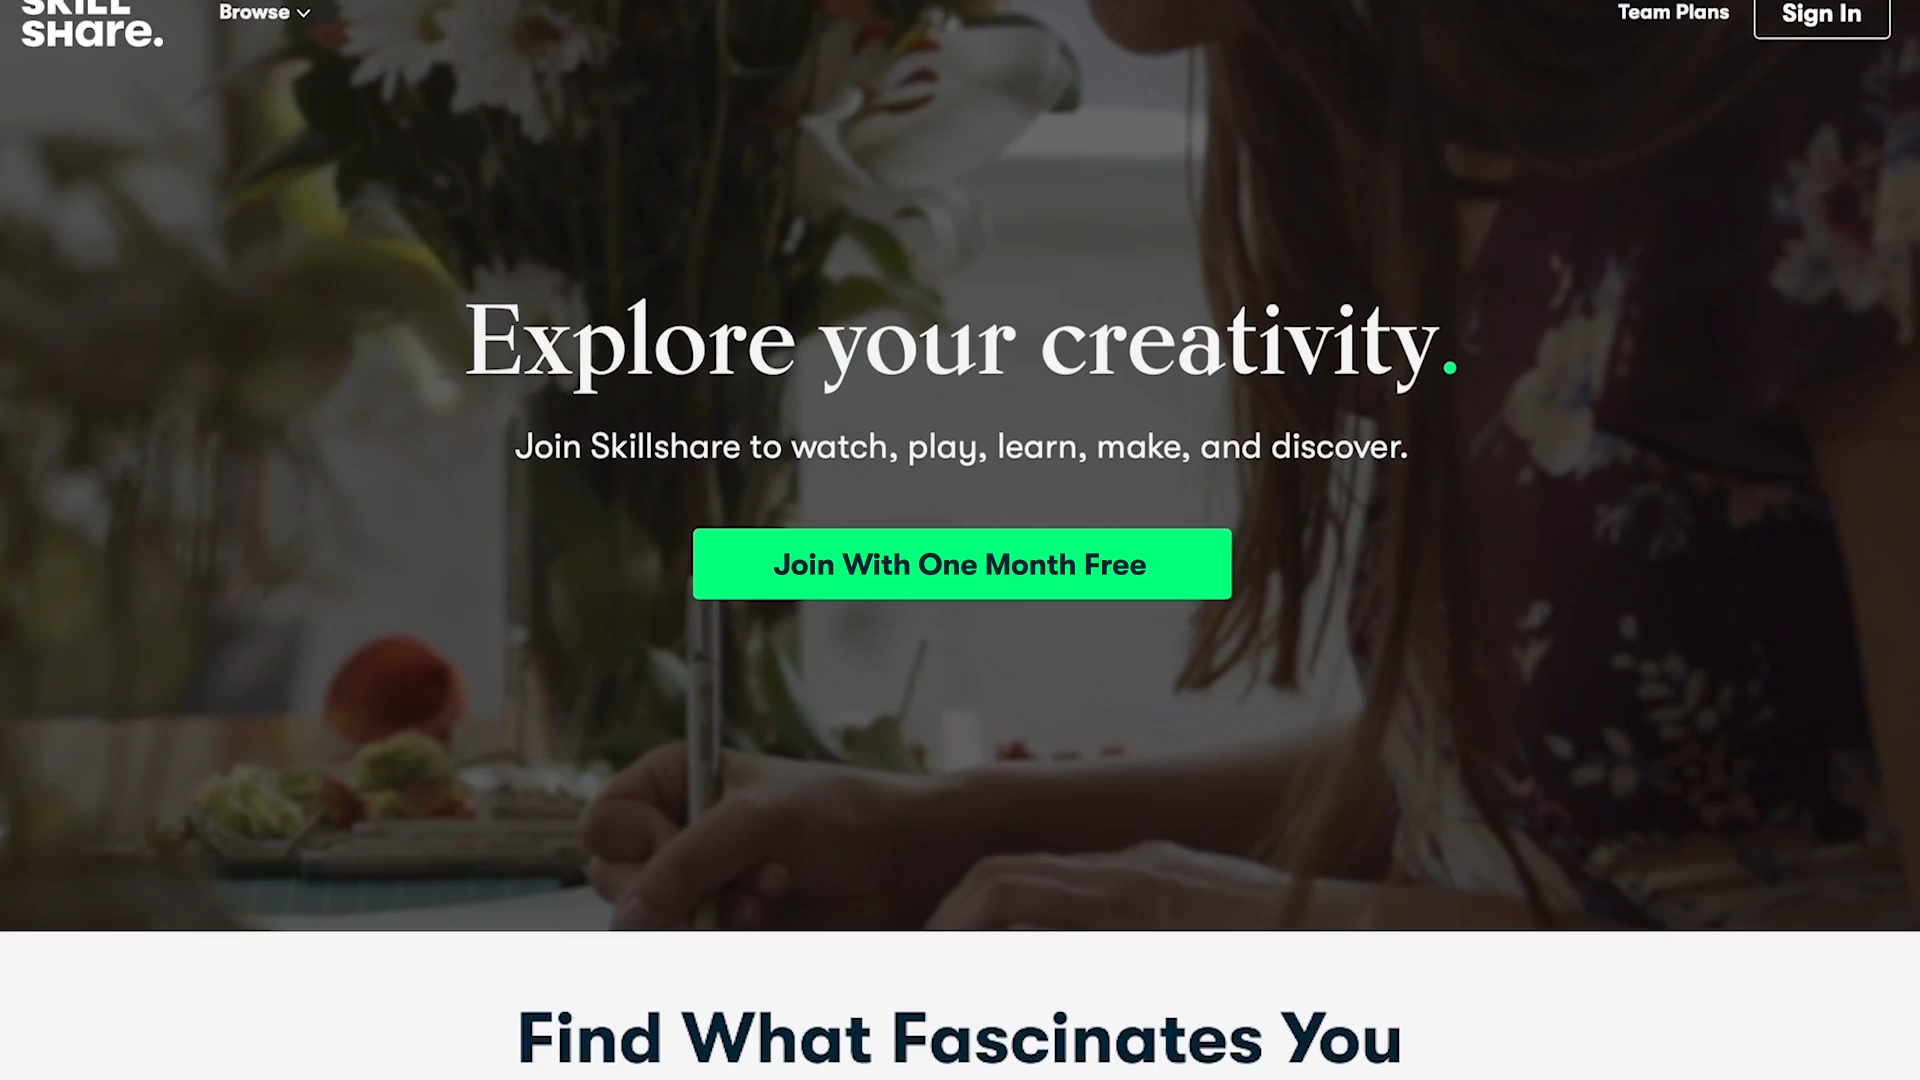 SKILL
SHare.
Browse
Team Plans
Sign In
Explore your creativity.
Join Skillshare to watch, play, learn, make, and discover.
Join With One Month Free
Find What Fascinates You